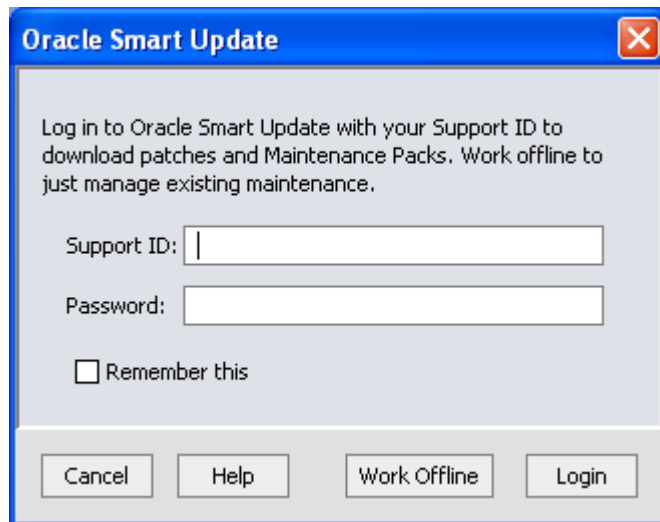 Oracle Smart Update
Log in to Oracle Smart Update with your Support ID to
download patches and Maintenance Packs. Work offline to
just manage existing maintenance.
Support ID:
Password:
Remember this
Cancel Help Work Offline Login